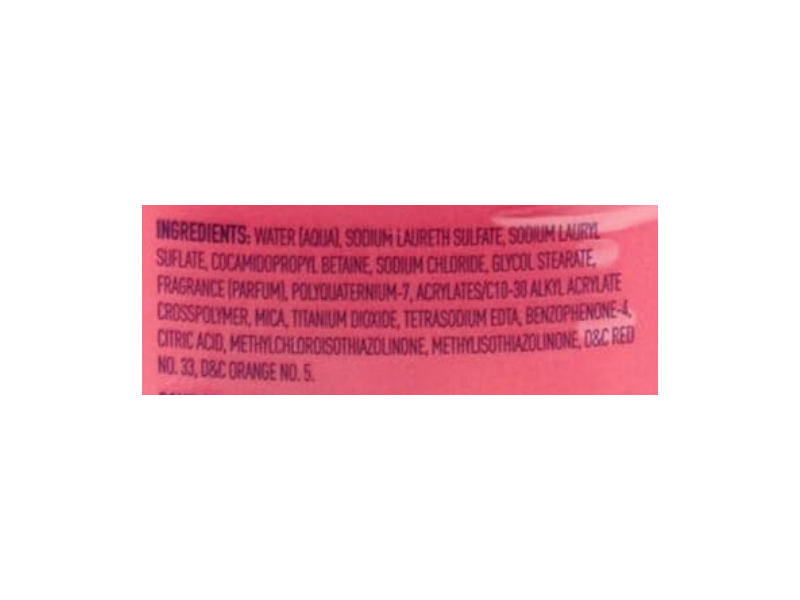 INGREDIENTS: WATER (AQUA), SODIUM LAURETH SULFATE, SODIUM LAURYL
SUFLATE, COCAMIDOPROPYL BETAINE, SODIUM CHLORIDE, GLYCOL STEARATE,
FRAGRANCE (PARFUM), POLYQUATERNIUM-7, ACRYLATES/C10-30 ALKYL ACRYLATE
CROSSPOLYMER, MICA, TITANIUM DIOXIDE, TETRASODIUM EDTA, BENZOPHENONE-4,
CITRIC ACID, METHYLCHLOROISOTHIAZOLINONE, METHYLISOTHIAZOLINONE, D&C RED
NO. 33, D&C ORANGE NO. 5.